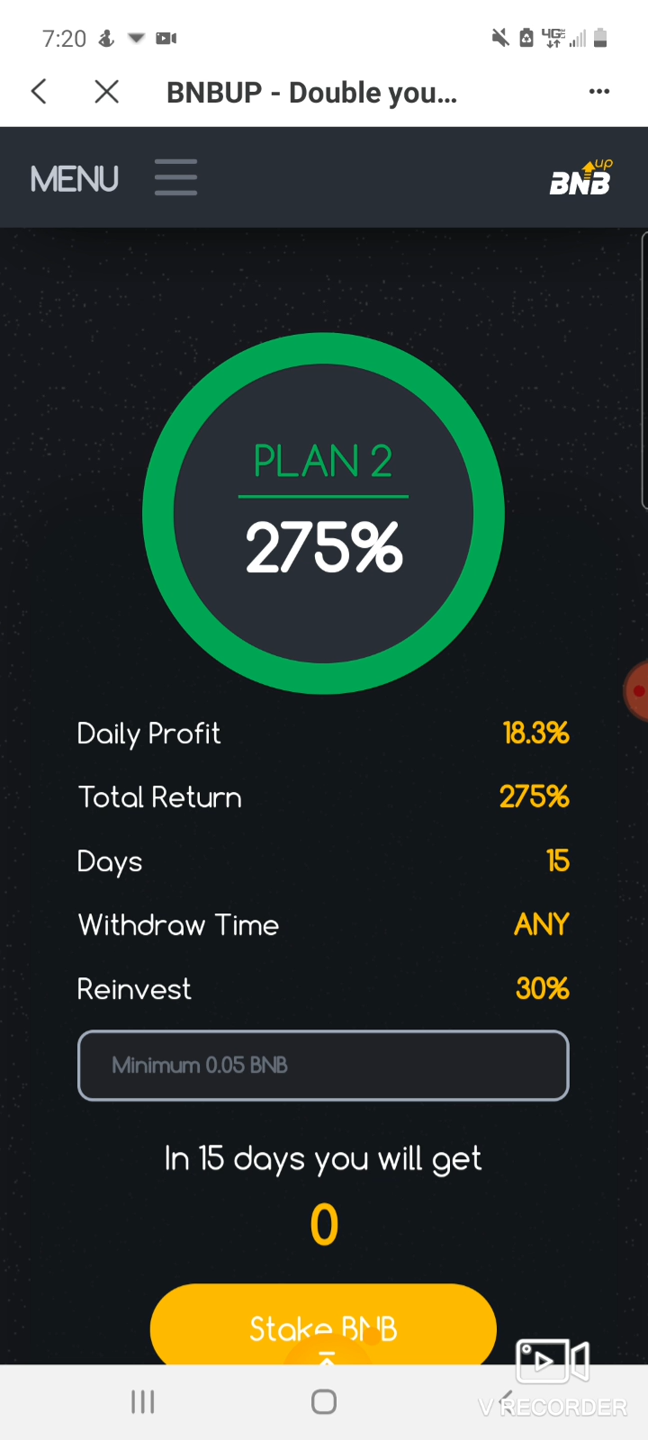 7:20
BNBUP - Double you...
MENU
BNB up
PLAN 2
275%
Daily Profit 18.3%
Total Return 275%
Days 15
Withdraw Time ANY
Reinvest 30%
Minimum 0.05 BNB
In 15 days you will get
0
Stake BNB
V RECORDER